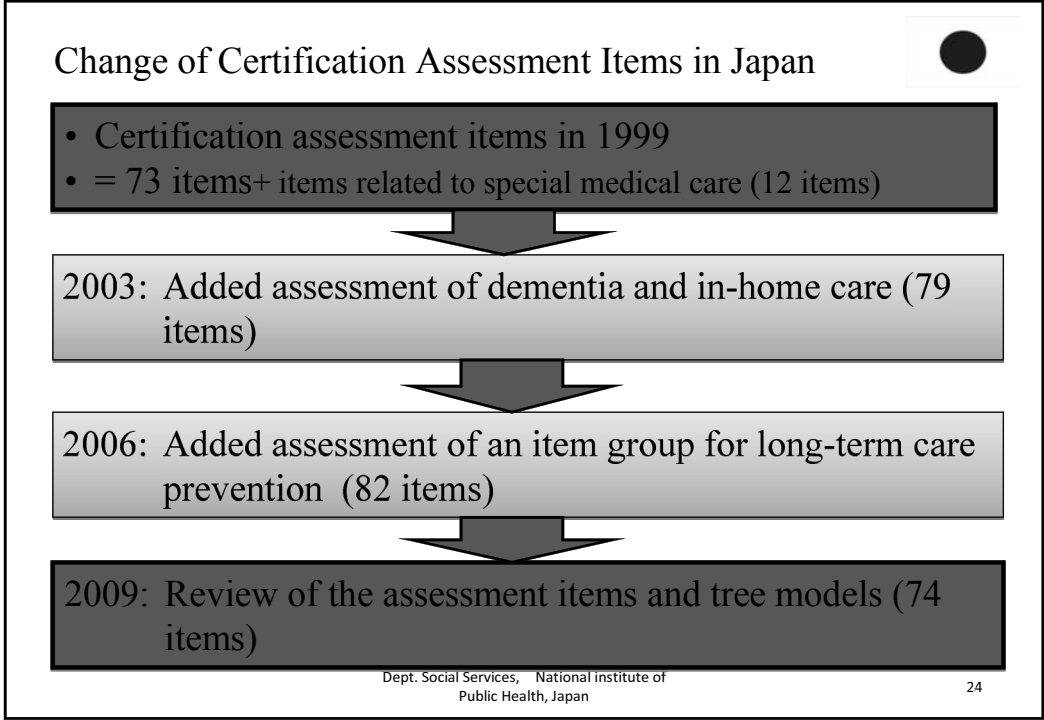 Change of Certification Assessment Items in Japan
• Certification assessment items in 1999
• = 73 items+ items related to special medical care (12 items)
2003: Added assessment of dementia and in-home care (79
items)
2006: Added assessment of an item group for long-term care
prevention (82 items)
2009: Review of the assessment items and tree models (74
items)
Dept. Social Services, National institute of
Public Health, Japan
24